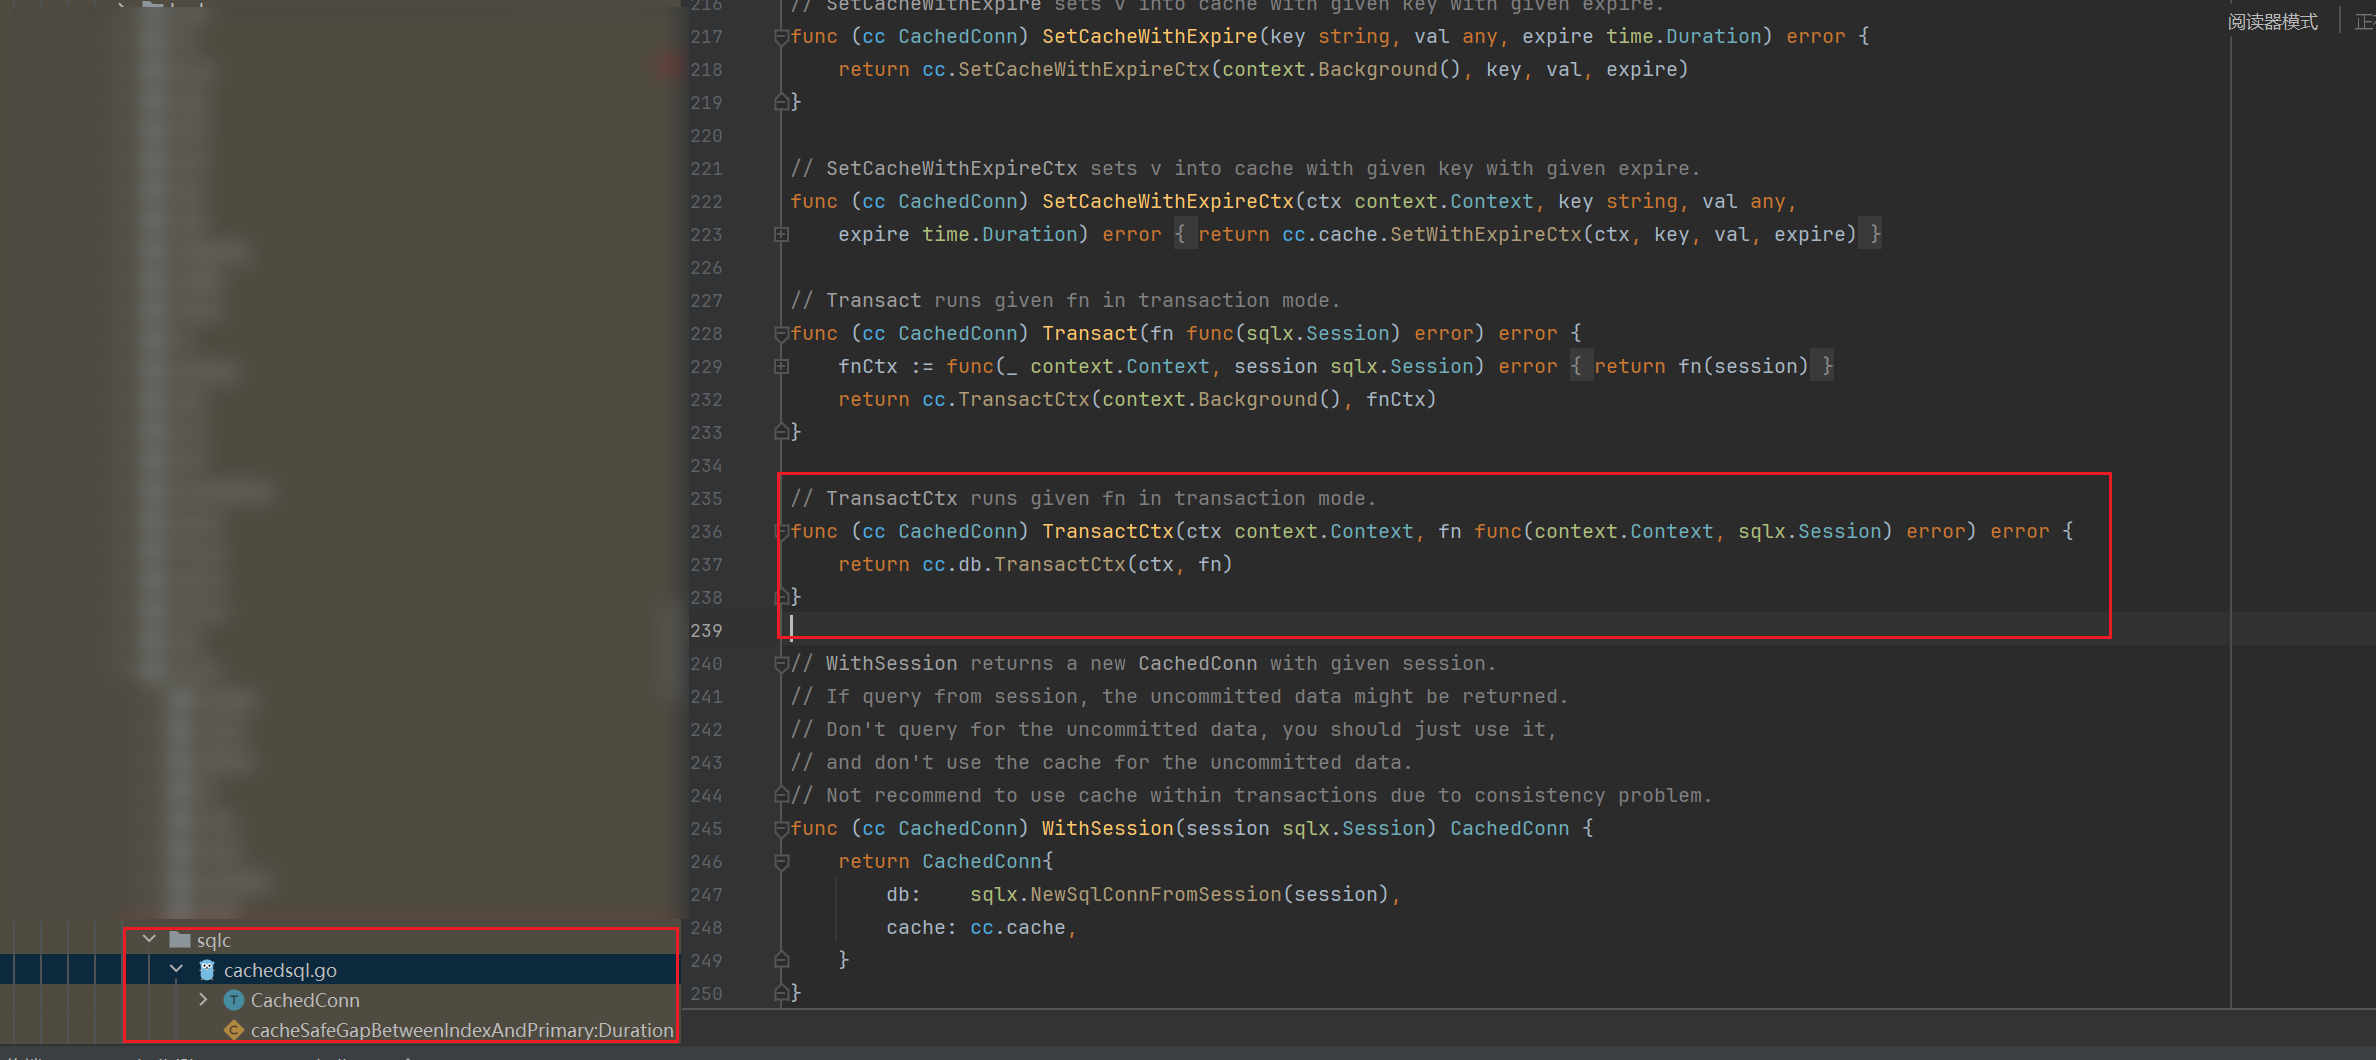 216 // SetCacheWithExpire sets v into cache with given key with given expire.
217 func (cc CachedConn) SetCacheWithExpire(key string, val any, expire time.Duration) error {
218     return cc.SetCacheWithExpireCtx(context.Background(), key, val, expire)
219 }
220
221 // SetCacheWithExpireCtx sets v into cache with given key with given expire.
222 func (cc CachedConn) SetCacheWithExpireCtx(ctx context.Context, key string, val any,
223     expire time.Duration) error { return cc.cache.SetWithExpireCtx(ctx, key, val, expire) }
226
227 // Transact runs given fn in transaction mode.
228 func (cc CachedConn) Transact(fn func(sqlx.Session) error) error {
229     fnCtx := func(_ context.Context, session sqlx.Session) error { return fn(session) }
232     return cc.TransactCtx(context.Background(), fnCtx)
233 }
234
235 // TransactCtx runs given fn in transaction mode.
236 func (cc CachedConn) TransactCtx(ctx context.Context, fn func(context.Context, sqlx.Session) error) error {
237     return cc.db.TransactCtx(ctx, fn)
238 }
239
240 // WithSession returns a new CachedConn with given session.
241 // If query from session, the uncommitted data might be returned.
242 // Don't query for the uncommitted data, you should just use it,
243 // and don't use the cache for the uncommitted data.
244 // Not recommend to use cache within transactions due to consistency problem.
245 func (cc CachedConn) WithSession(session sqlx.Session) CachedConn {
246     return CachedConn{
247         db:    sqlx.NewSqlConnFromSession(session),
248         cache: cc.cache,
249     }
250 }
阅读器模式
sqlc
cachedsql.go
CachedConn
cacheSafeGapBetweenIndexAndPrimary:Duration